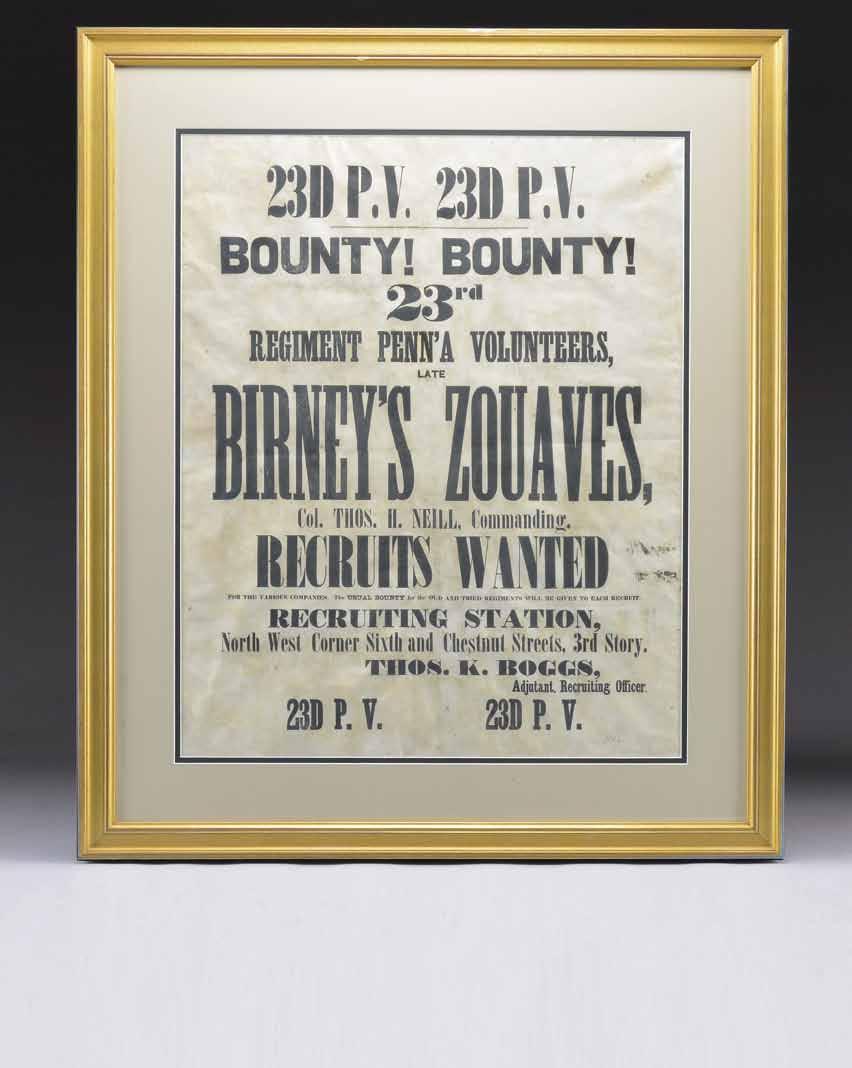 23D P.V. 23D P.V.
BOUNTY! BOUNTY!
23rd
REGIMENT PENN'A VOLUNTEERS,
LATE
BIRNEY'S ZOUAVES,
Col. THOS. H. NEILL, Commanding.
RECRUITS WANTED
FOR THE VARIOUS COMPANIES. The USUAL BOUNTY for the OLD AND TRIED REGIMENTS WILL BE GIVEN TO EACH RECRUIT.
RECRUITING STATION,
North West Corner Sixth and Chestnut Streets, 3rd Story.
THOS. K. BOGGS,
Adjutant, Recruiting Officer.
23D P. V. 23D P. V.